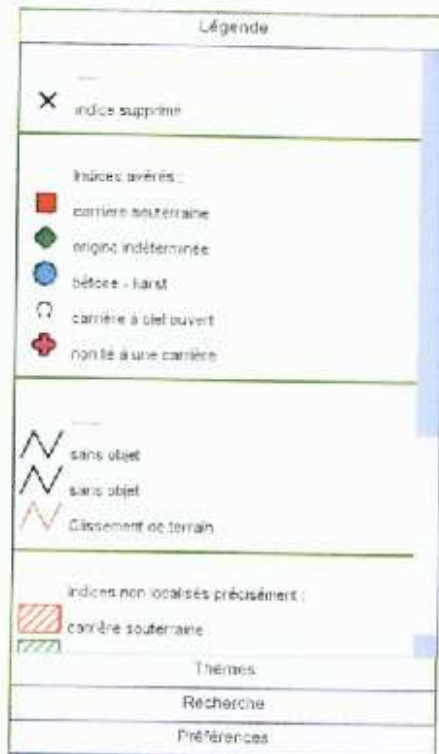 Légende
indice supprimé
Indices avérés :
carrière souterraine
origine indéterminée
bétoire - karst
carrière à ciel ouvert
non lié à une carrière
sans objet
sans objet
Glissement de terrain
Indices non localisés précisément :
carrière souterraine
Thèmes
Recherche
Préférences